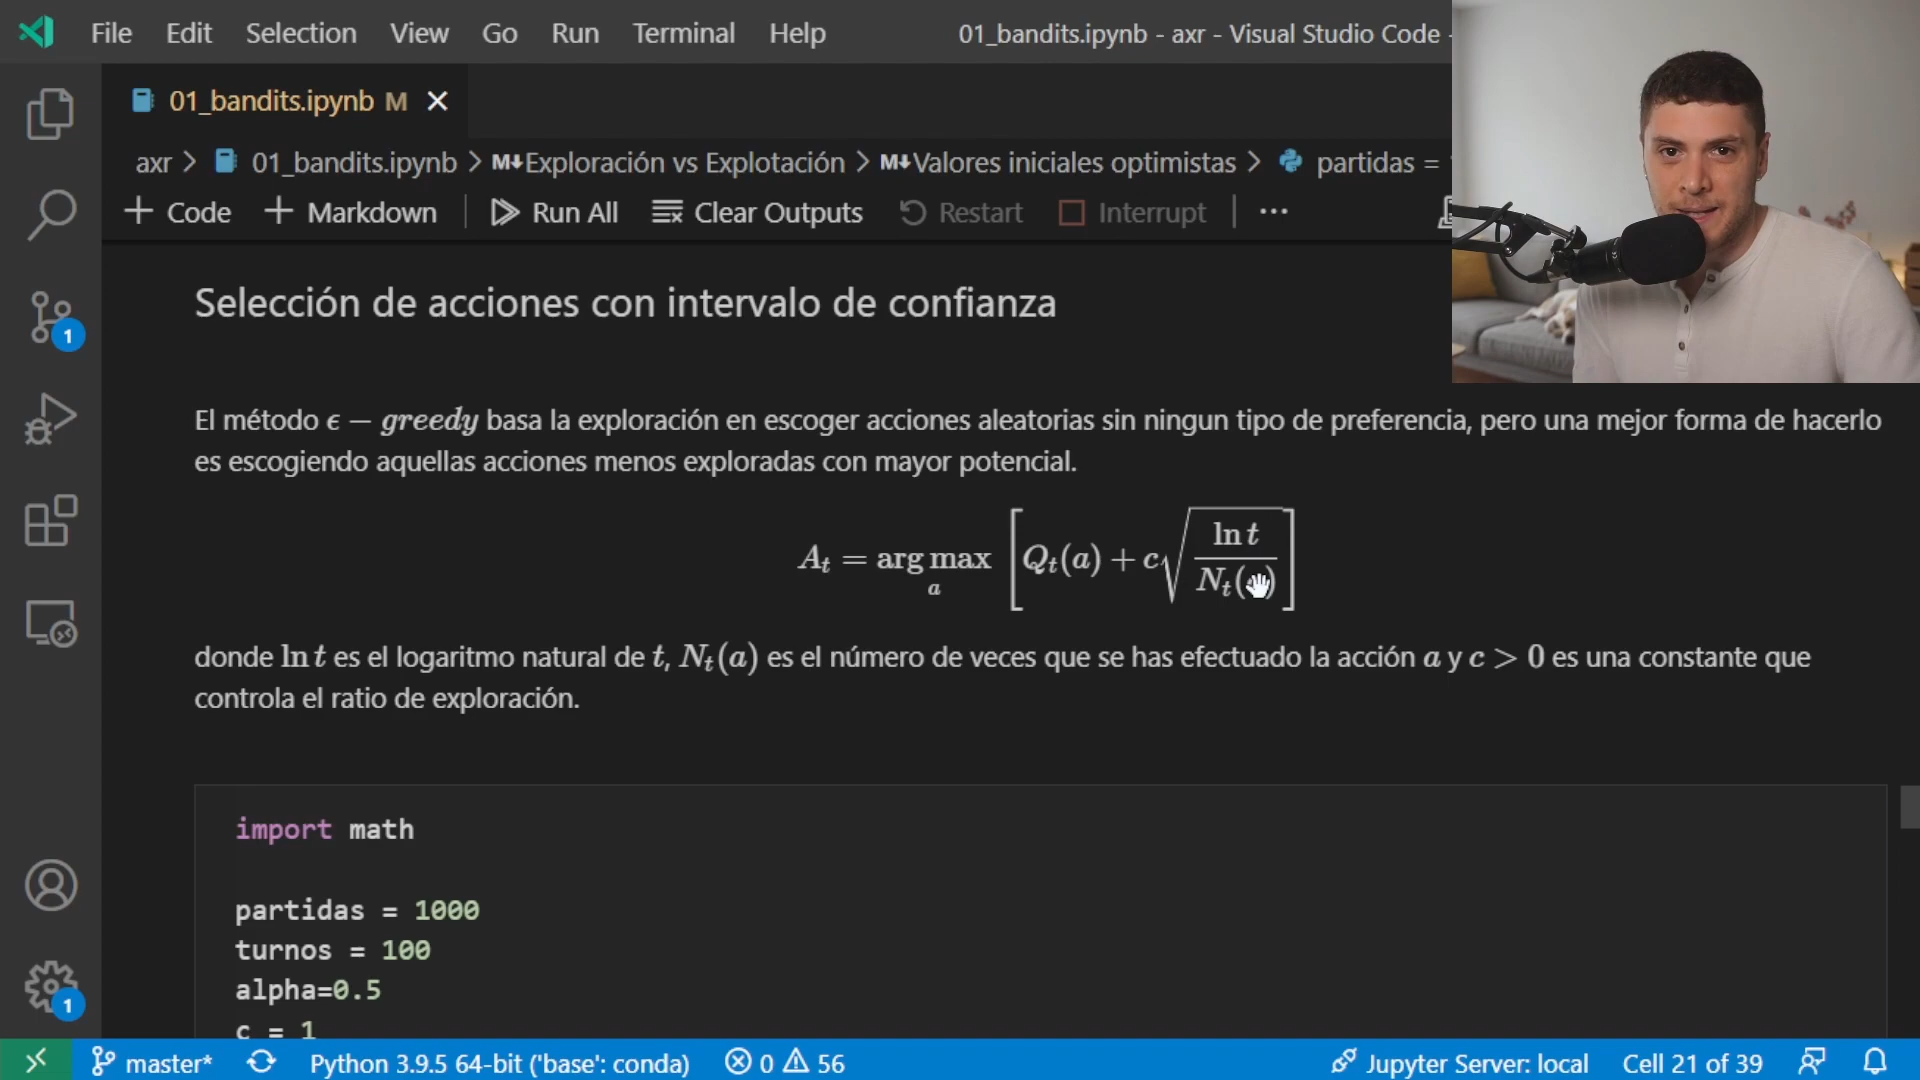 File Edit Selection View Go Run Terminal Help 01_bandits.ipynb - axr - Visual Studio Code -
01_bandits.ipynb M
axr > 01_bandits.ipynb > M↓Exploración vs Explotación > M↓Valores iniciales optimistas > partidas =
+ Code + Markdown Run All Clear Outputs Restart Interrupt ...
Selección de acciones con intervalo de confianza
El método ϵ − greedy basa la exploración en escoger acciones aleatorias sin ningun tipo de preferencia, pero una mejor forma de hacerlo
es escogiendo aquellas acciones menos exploradas con mayor potencial.
A_t = arg max_a [Q_t(a) + c√(ln t / N_t( ))]
donde ln t es el logaritmo natural de t, N_t(a) es el número de veces que se has efectuado la acción a y c > 0 es una constante que
controla el ratio de exploración.
import math
partidas = 1000
turnos = 100
alpha=0.5
c = 1
1
1
master* Python 3.9.5 64-bit ('base': conda) 0 56 Jupyter Server: local Cell 21 of 39